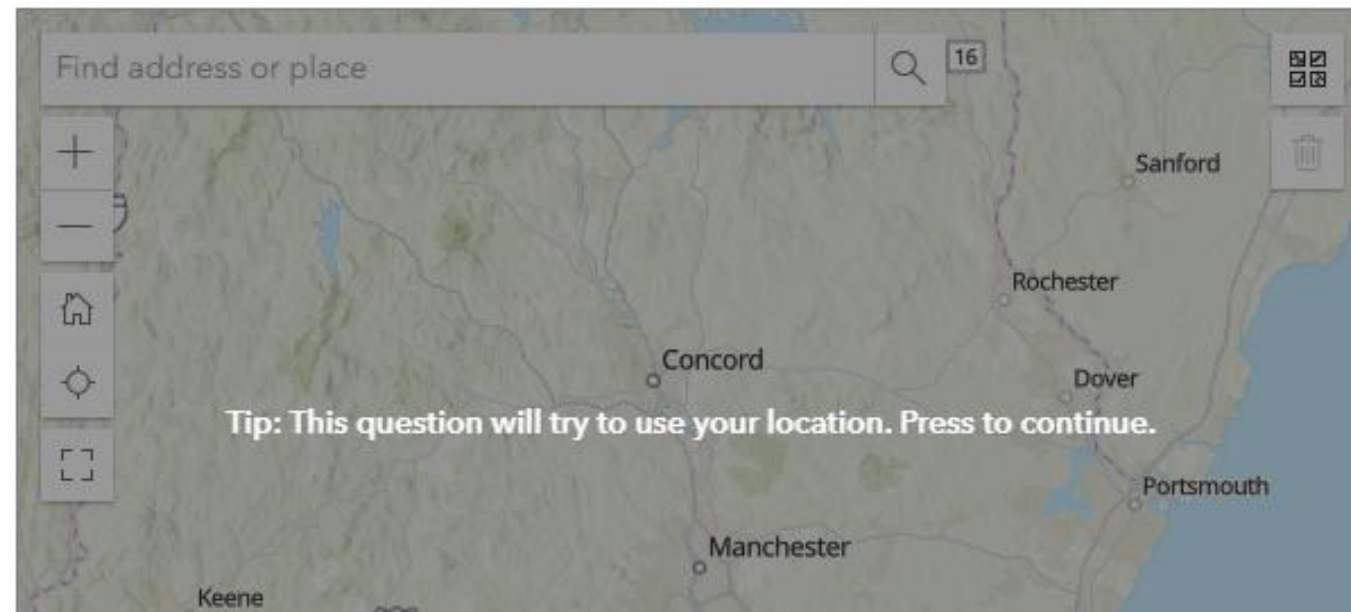 Find address or place
16
Sanford
Rochester
Concord
Dover
Tip: This question will try to use your location. Press to continue.
Portsmouth
Manchester
Keene